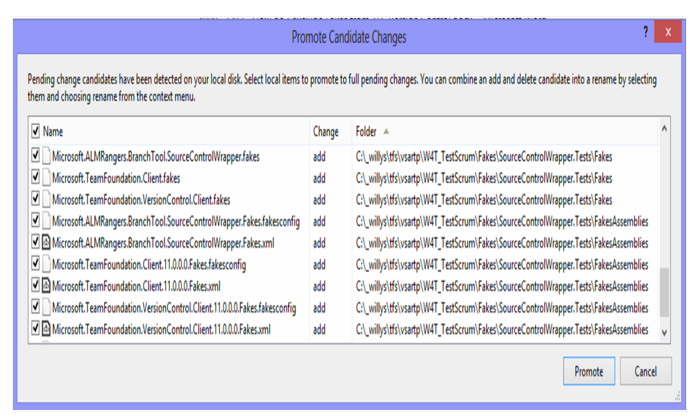 Promote Candidate Changes
? X
Pending change candidates have been detected on your local disk. Select local items to promote to full pending changes. You can combine an add and delete candidate into a rename by selecting
them and choosing rename from the context menu.
Name Change Folder
Microsoft.ALMRangers.BranchTool.SourceControlWrapper.fakes add C:\_willys\tfs\vsartp\W4T_TestScrum\Fakes\SourceControlWrapper.Tests\Fakes
Microsoft.TeamFoundation.Client.fakes add C:\_willys\tfs\vsartp\W4T_TestScrum\Fakes\SourceControlWrapper.Tests\Fakes
Microsoft.TeamFoundation.VersionControl.Client.fakes add C:\_willys\tfs\vsartp\W4T_TestScrum\Fakes\SourceControlWrapper.Tests\Fakes
Microsoft.ALMRangers.BranchTool.SourceControlWrapper.Fakes.fakesconfig add C:\_willys\tfs\vsartp\W4T_TestScrum\Fakes\SourceControlWrapper.Tests\FakesAssemblies
Microsoft.ALMRangers.BranchTool.SourceControlWrapper.Fakes.xml add C:\_willys\tfs\vsartp\W4T_TestScrum\Fakes\SourceControlWrapper.Tests\FakesAssemblies
Microsoft.TeamFoundation.Client.11.0.0.0.Fakes.fakesconfig add C:\_willys\tfs\vsartp\W4T_TestScrum\Fakes\SourceControlWrapper.Tests\FakesAssemblies
Microsoft.TeamFoundation.Client.11.0.0.0.Fakes.xml add C:\_willys\tfs\vsartp\W4T_TestScrum\Fakes\SourceControlWrapper.Tests\FakesAssemblies
Microsoft.TeamFoundation.VersionControl.Client.11.0.0.0.Fakes.fakesconfig add C:\_willys\tfs\vsartp\W4T_TestScrum\Fakes\SourceControlWrapper.Tests\FakesAssemblies
Microsoft.TeamFoundation.VersionControl.Client.11.0.0.0.Fakes.xml add C:\_willys\tfs\vsartp\W4T_TestScrum\Fakes\SourceControlWrapper.Tests\FakesAssemblies
Promote Cancel